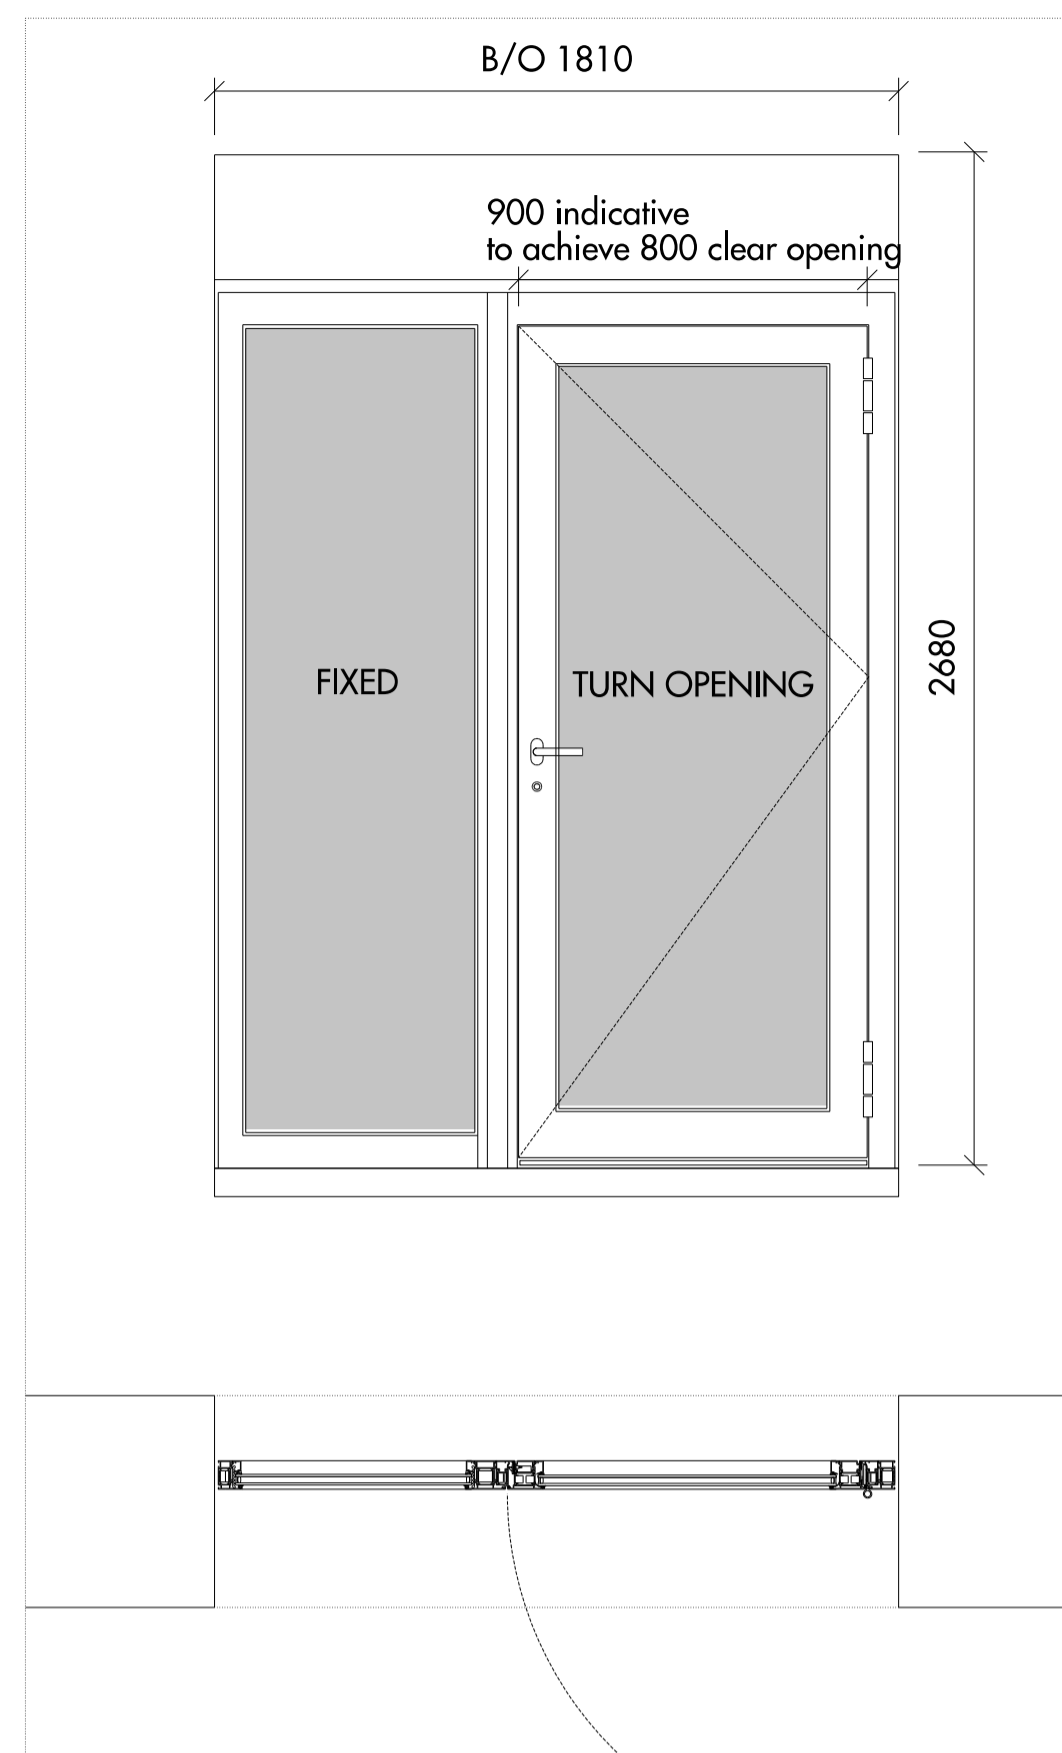 B/O 1810
900 indicative
to achieve 800 clear opening
2680
FIXED
TURN OPENING